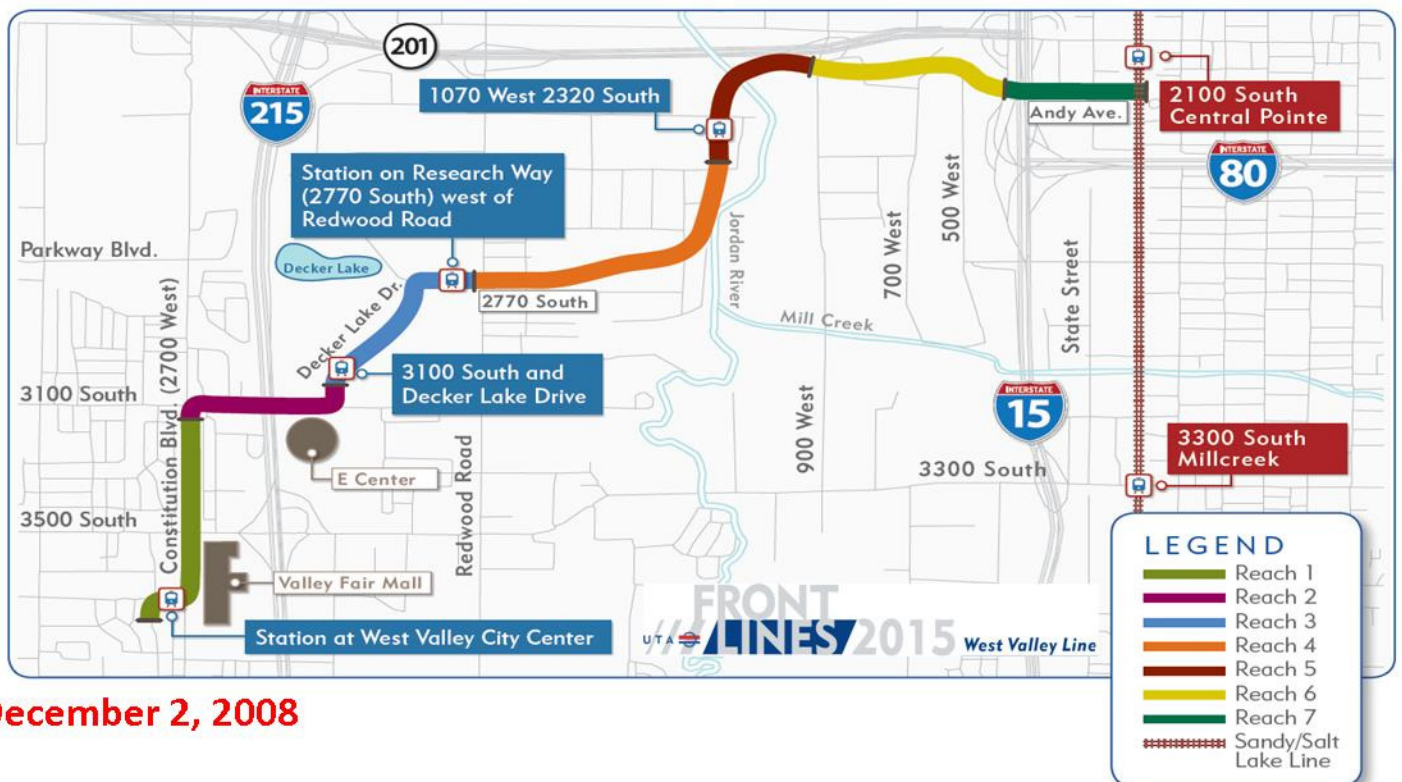 201
INTERSTATE
215
1070 West 2320 South
2100 South
Central Pointe
Andy Ave.
INTERSTATE
80
Station on Research Way
(2770 South) west of
Redwood Road
Parkway Blvd.
Decker Lake
Decker Lake Dr.
2770 South
Jordan River
700 West
500 West
State Street
Mill Creek
Constitution Blvd. (2700 West)
3100 South
3100 South and
Decker Lake Drive
INTERSTATE
15
900 West
3300 South
3300 South
Millcreek
E Center
Redwood Road
3500 South
Valley Fair Mall
Station at West Valley City Center
FRONT
UTA LINES 2015 West Valley Line
LEGEND
Reach 1
Reach 2
Reach 3
Reach 4
Reach 5
Reach 6
Reach 7
Sandy/Salt
Lake Line
December 2, 2008